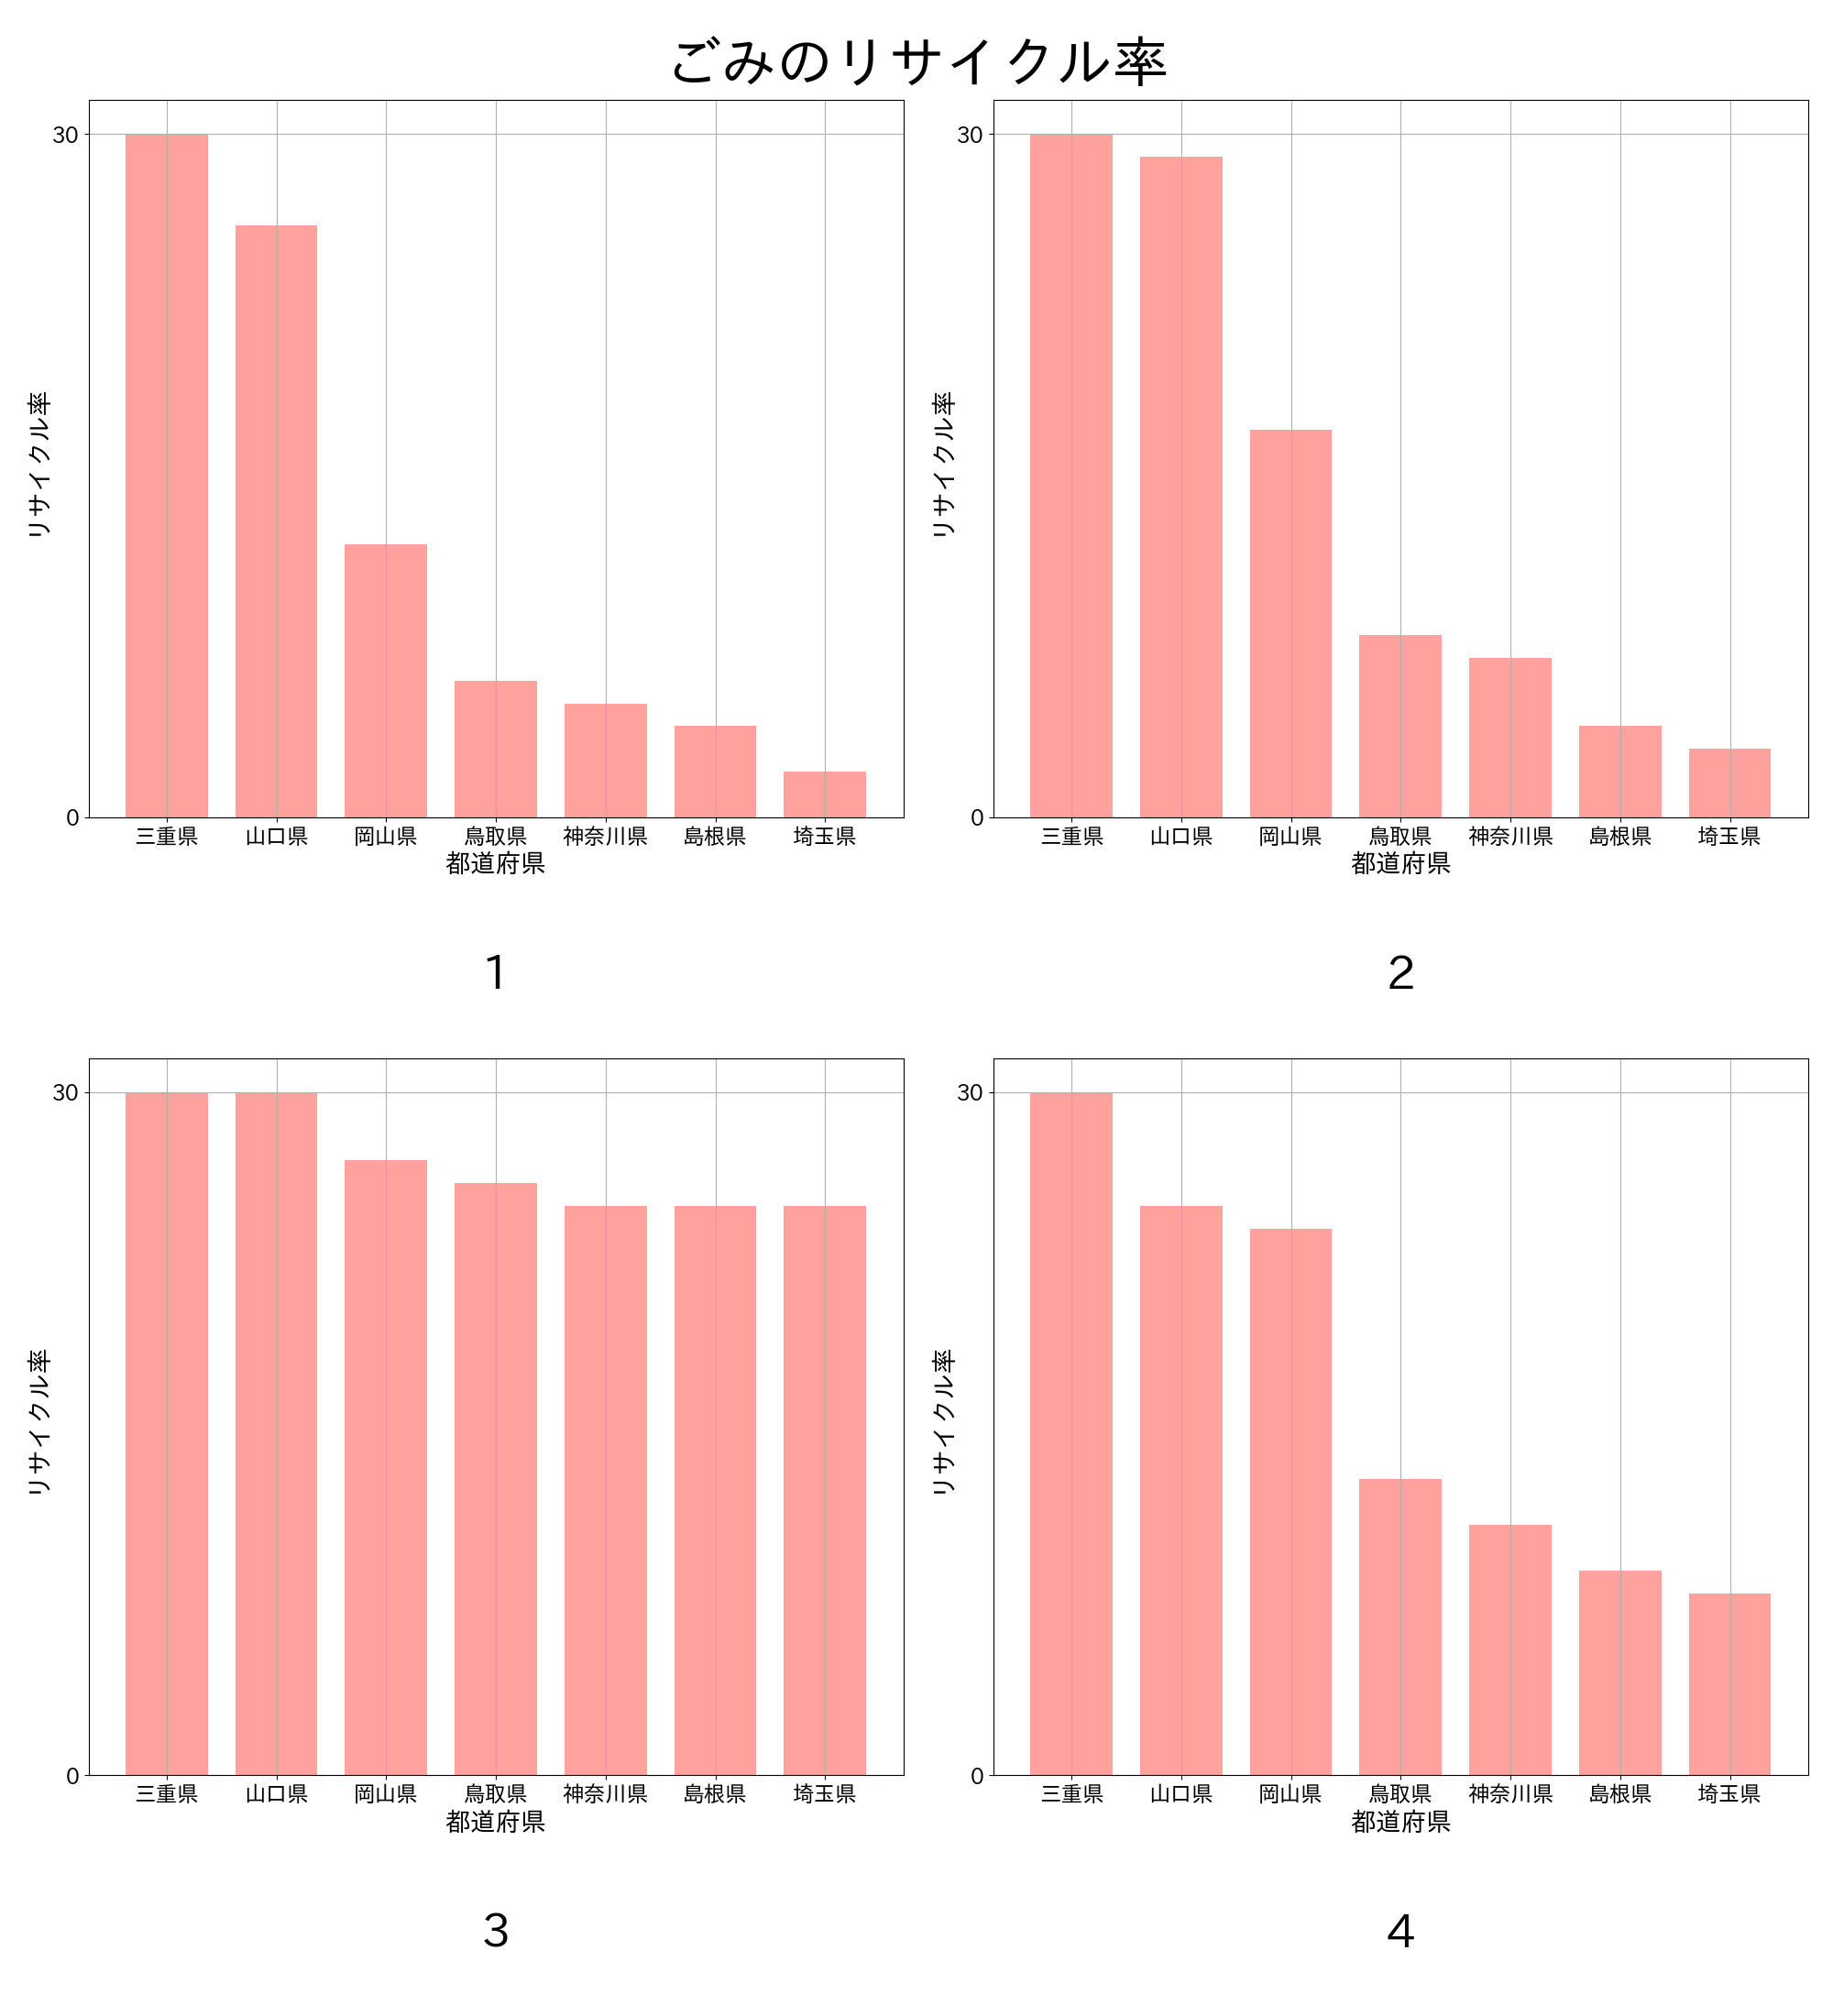 ごみのリサイクル率
30
0
リサイクル率
三重県 山口県 岡山県 鳥取県 神奈川県 島根県 埼玉県
都道府県
1
30
0
リサイクル率
三重県 山口県 岡山県 鳥取県 神奈川県 島根県 埼玉県
都道府県
2
30
0
リサイクル率
三重県 山口県 岡山県 鳥取県 神奈川県 島根県 埼玉県
都道府県
3
30
0
リサイクル率
三重県 山口県 岡山県 鳥取県 神奈川県 島根県 埼玉県
都道府県
4